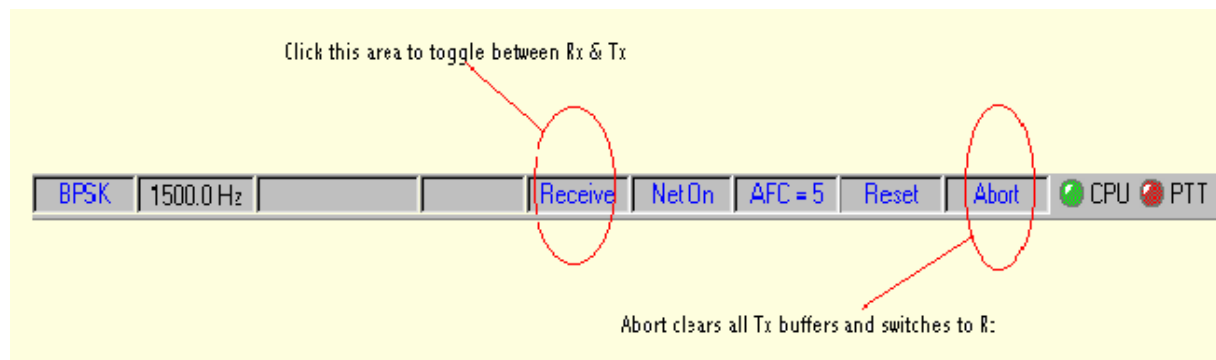 Click this area to toggle between Rx & Tx
BPSK 1500.0 Hz Receive Net On AFC = 5 Reset Abort CPU PTT
Abort clears all Tx buffers and switches to